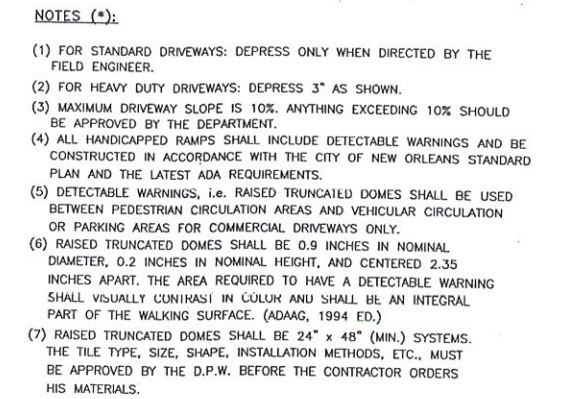 NOTES (*):
(1) FOR STANDARD DRIVEWAYS: DEPRESS ONLY WHEN DIRECTED BY THE
FIELD ENGINEER.
(2) FOR HEAVY DUTY DRIVEWAYS: DEPRESS 3" AS SHOWN.
(3) MAXIMUM DRIVEWAY SLOPE IS 10%. ANYTHING EXCEEDING 10% SHOULD
BE APPROVED BY THE DEPARTMENT.
(4) ALL HANDICAPPED RAMPS SHALL INCLUDE DETECTABLE WARNINGS AND BE
CONSTRUCTED IN ACCORDANCE WITH THE CITY OF NEW ORLEANS STANDARD
PLAN AND THE LATEST ADA REQUIREMENTS.
(5) DETECTABLE WARNINGS, i.e. RAISED TRUNCATED DOMES SHALL BE USED
BETWEEN PEDESTRIAN CIRCULATION AREAS AND VEHICULAR CIRCULATION
OR PARKING AREAS FOR COMMERCIAL DRIVEWAYS ONLY.
(6) RAISED TRUNCATED DOMES SHALL BE 0.9 INCHES IN NOMINAL
DIAMETER, 0.2 INCHES IN NOMINAL HEIGHT, AND CENTERED 2.35
INCHES APART. THE AREA REQUIRED TO HAVE A DETECTABLE WARNING
SHALL VISUALLY CONTRAST IN COLOR AND SHALL BE AN INTEGRAL
PART OF THE WALKING SURFACE. (ADAAG, 1994 ED.)
(7) RAISED TRUNCATED DOMES SHALL BE 24" x 48" (MIN.) SYSTEMS.
THE TILE TYPE, SIZE, SHAPE, INSTALLATION METHODS, ETC., MUST
BE APPROVED BY THE D.P.W. BEFORE THE CONTRACTOR ORDERS
HIS MATERIALS.